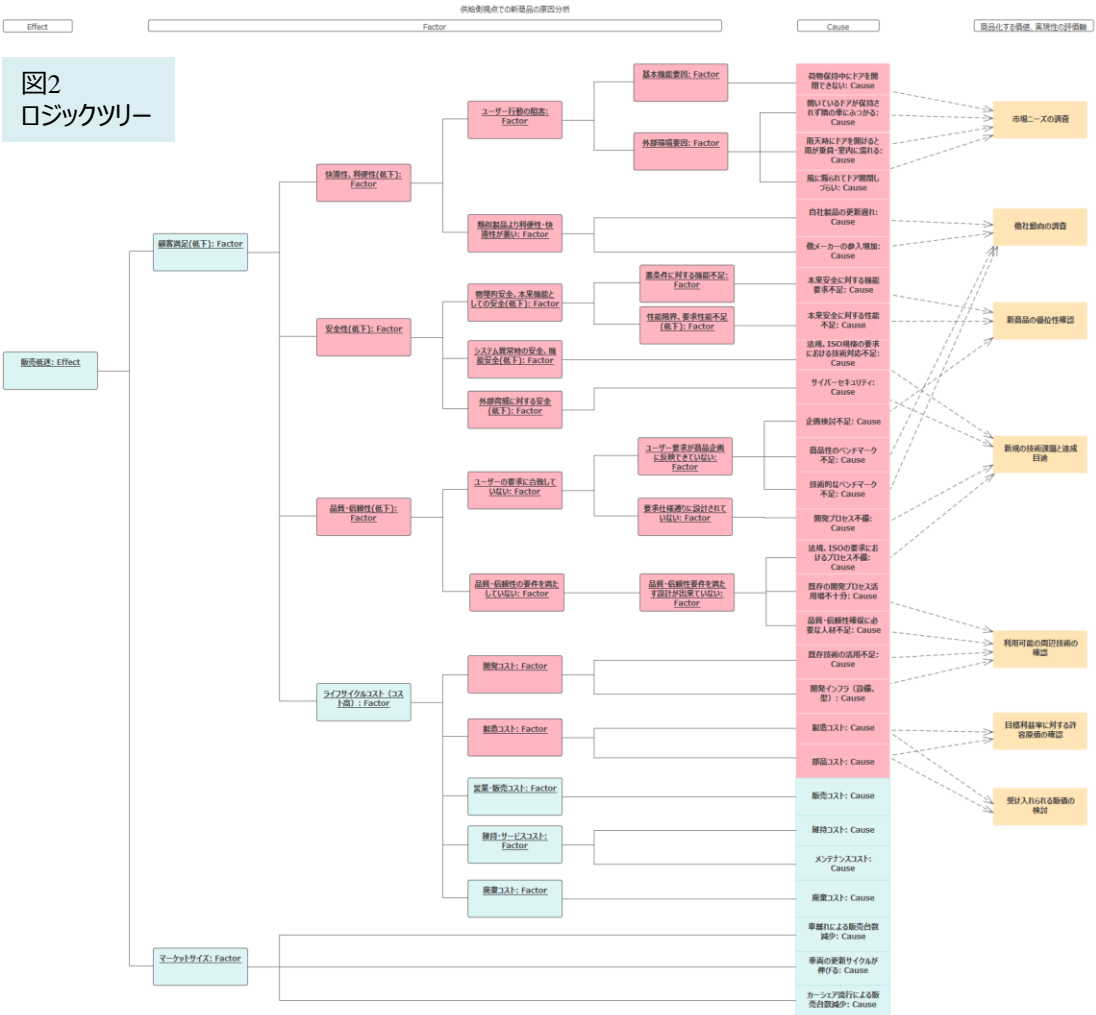 供給側視点での新商品の原因分析
Effect
Factor
Cause
商品化する価値、実現性の評価軸
図2
ロジックツリー
販売低迷: Effect
顧客満足(低下): Factor
マーケットサイズ: Factor
快適性、利便性(低下):
Factor
安全性(低下): Factor
品質・信頼性(低下):
Factor
ライフサイクルコスト（コス
ト高）: Factor
ユーザー行動の阻害:
Factor
類似製品より利便性・快
適性が悪い: Factor
物理的安全、本来機能と
しての安全(低下): Factor
システム異常時の安全、機
能安全(低下): Factor
外部脅威に対する安全
(低下): Factor
ユーザーの要求に合致して
いない: Factor
品質・信頼性の要件を満た
していない: Factor
開発コスト: Factor
製造コスト: Factor
営業・販売コスト: Factor
維持・サービスコスト:
Factor
廃棄コスト: Factor
基本機能要因: Factor
外部環境要因: Factor
悪条件に対する機能不足:
Factor
性能限界、要求性能不足
(低下): Factor
ユーザー要求が商品企画
に反映できていない:
Factor
要求仕様通りに設計されて
いない: Factor
品質・信頼性要件を満た
す設計が出来ていない:
Factor
荷物保持中にドアを開
閉できない: Cause
開いているドアが保持さ
れず隣の車にぶつかる:
Cause
雨天時にドアを開けると
雨が乗員・室内に濡れる:
Cause
風に煽られてドア開閉し
づらい: Cause
自社製品の更新遅れ:
Cause
他メーカーの参入増加:
Cause
本来安全に対する機能
要求不足: Cause
本来安全に対する性能
不足: Cause
法規、ISO規格の要求
における技術対応不足:
Cause
サイバーセキュリティ:
Cause
企画検討不足: Cause
商品性のベンチマーク
不足: Cause
技術的なベンチマーク
不足: Cause
開発プロセス不備:
Cause
法規、ISOの要求にお
けるプロセス不備:
Cause
既存の開発プロセス活
用場不十分: Cause
品質・信頼性確保に必
要な人材不足: Cause
既存技術の活用不足:
Cause
開発インフラ（設備、
型）: Cause
製造コスト: Cause
部品コスト: Cause
販売コスト: Cause
維持コスト: Cause
メンテナンスコスト:
Cause
廃棄コスト: Cause
車離れによる販売台数
減少: Cause
車両の更新サイクルが
伸びる: Cause
カーシェア流行による販
売台数減少: Cause
市場ニーズの調査
他社動向の調査
新商品の優位性確認
新規の技術課題と達成
目途
利用可能の周辺技術の
確認
目標利益率に対する許
容原価の確認
受け入れられる販価の
検討